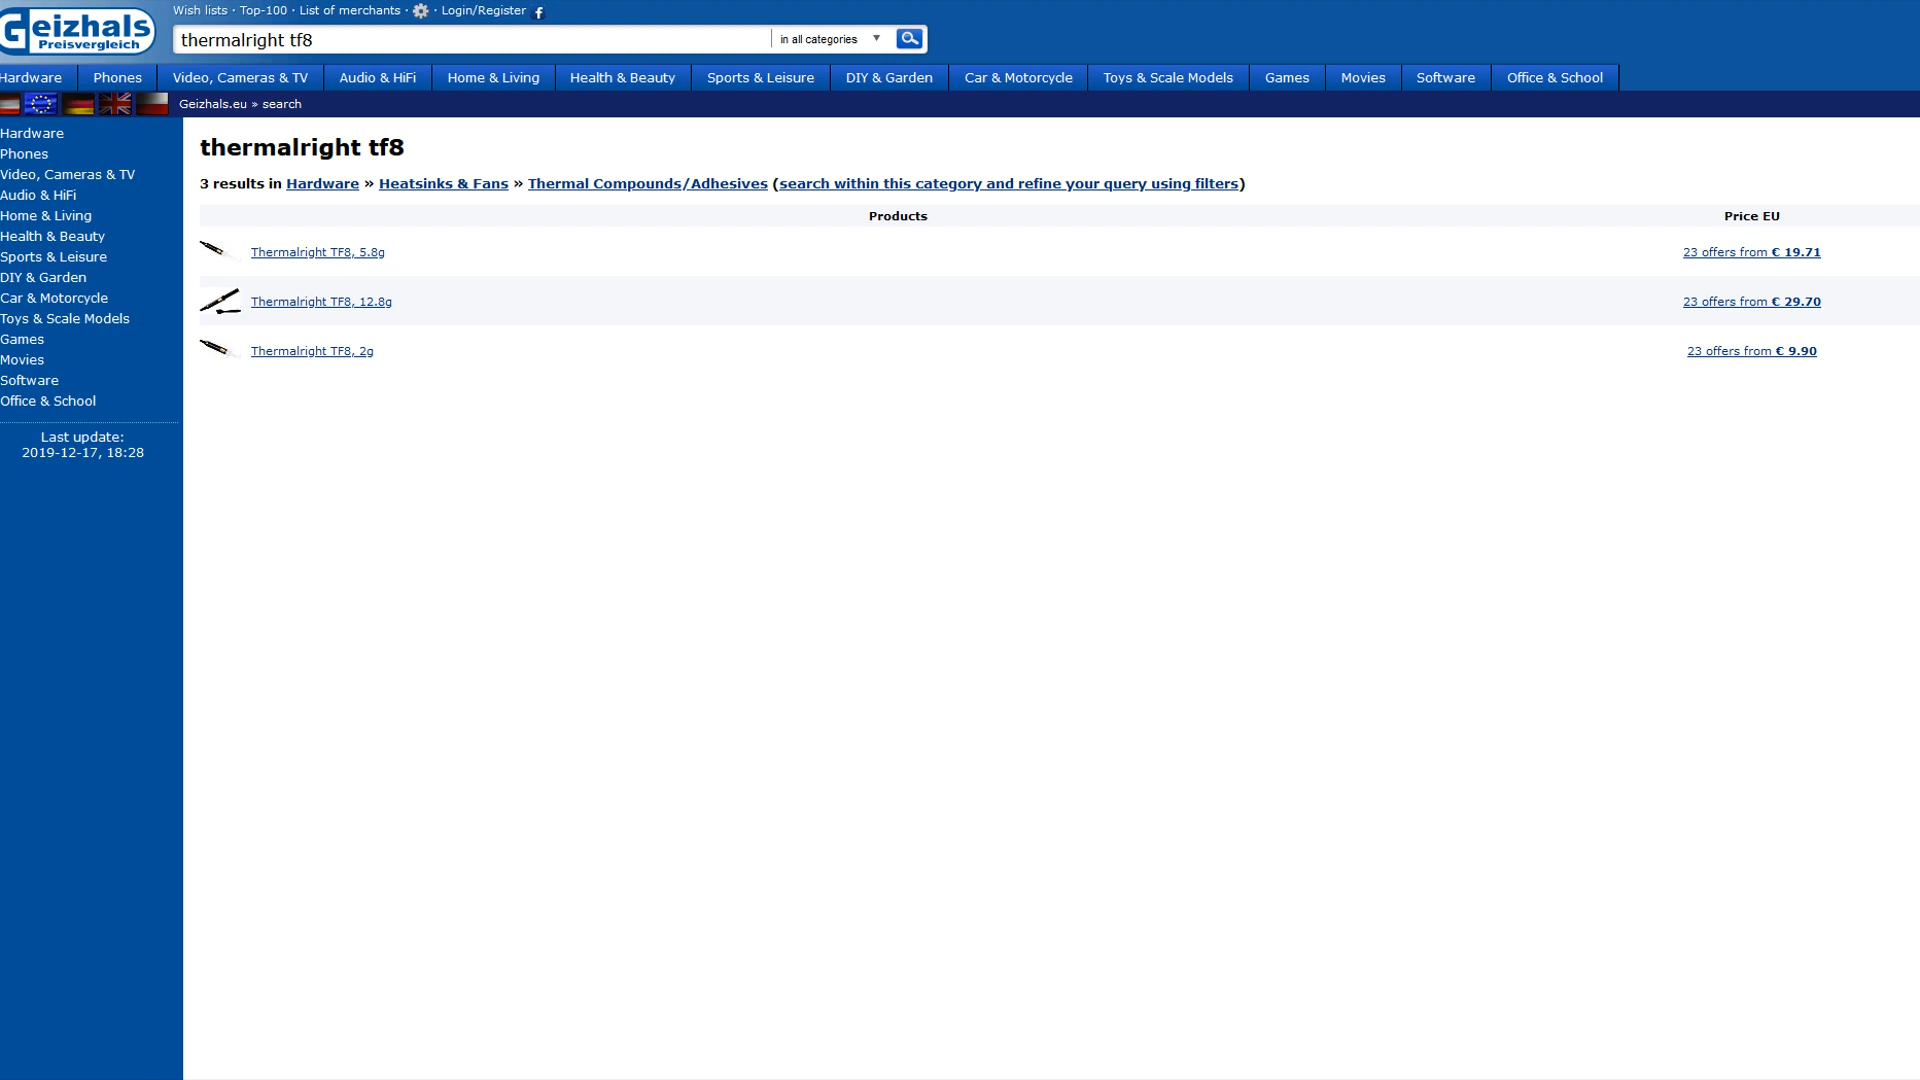 Geizhals
Preisvergleich
Wish lists · Top-100 · List of merchants · · Login/Register
thermalright tf8
in all categories
Hardware Phones Video, Cameras & TV Audio & HiFi Home & Living Health & Beauty Sports & Leisure DIY & Garden Car & Motorcycle Toys & Scale Models Games Movies Software Office & School
Geizhals.eu » search
Hardware
Phones
Video, Cameras & TV
Audio & HiFi
Home & Living
Health & Beauty
Sports & Leisure
DIY & Garden
Car & Motorcycle
Toys & Scale Models
Games
Movies
Software
Office & School
Last update:
2019-12-17, 18:28
thermalright tf8
3 results in Hardware » Heatsinks & Fans » Thermal Compounds/Adhesives (search within this category and refine your query using filters)
Products Price EU
Thermalright TF8, 5.8g 23 offers from € 19.71
Thermalright TF8, 12.8g 23 offers from € 29.70
Thermalright TF8, 2g 23 offers from € 9.90